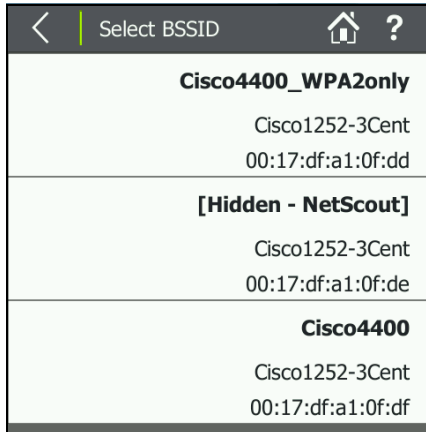 Select BSSID ?
Cisco4400_WPA2only
Cisco1252-3Cent
00:17:df:a1:0f:dd
[Hidden - NetScout]
Cisco1252-3Cent
00:17:df:a1:0f:de
Cisco4400
Cisco1252-3Cent
00:17:df:a1:0f:df